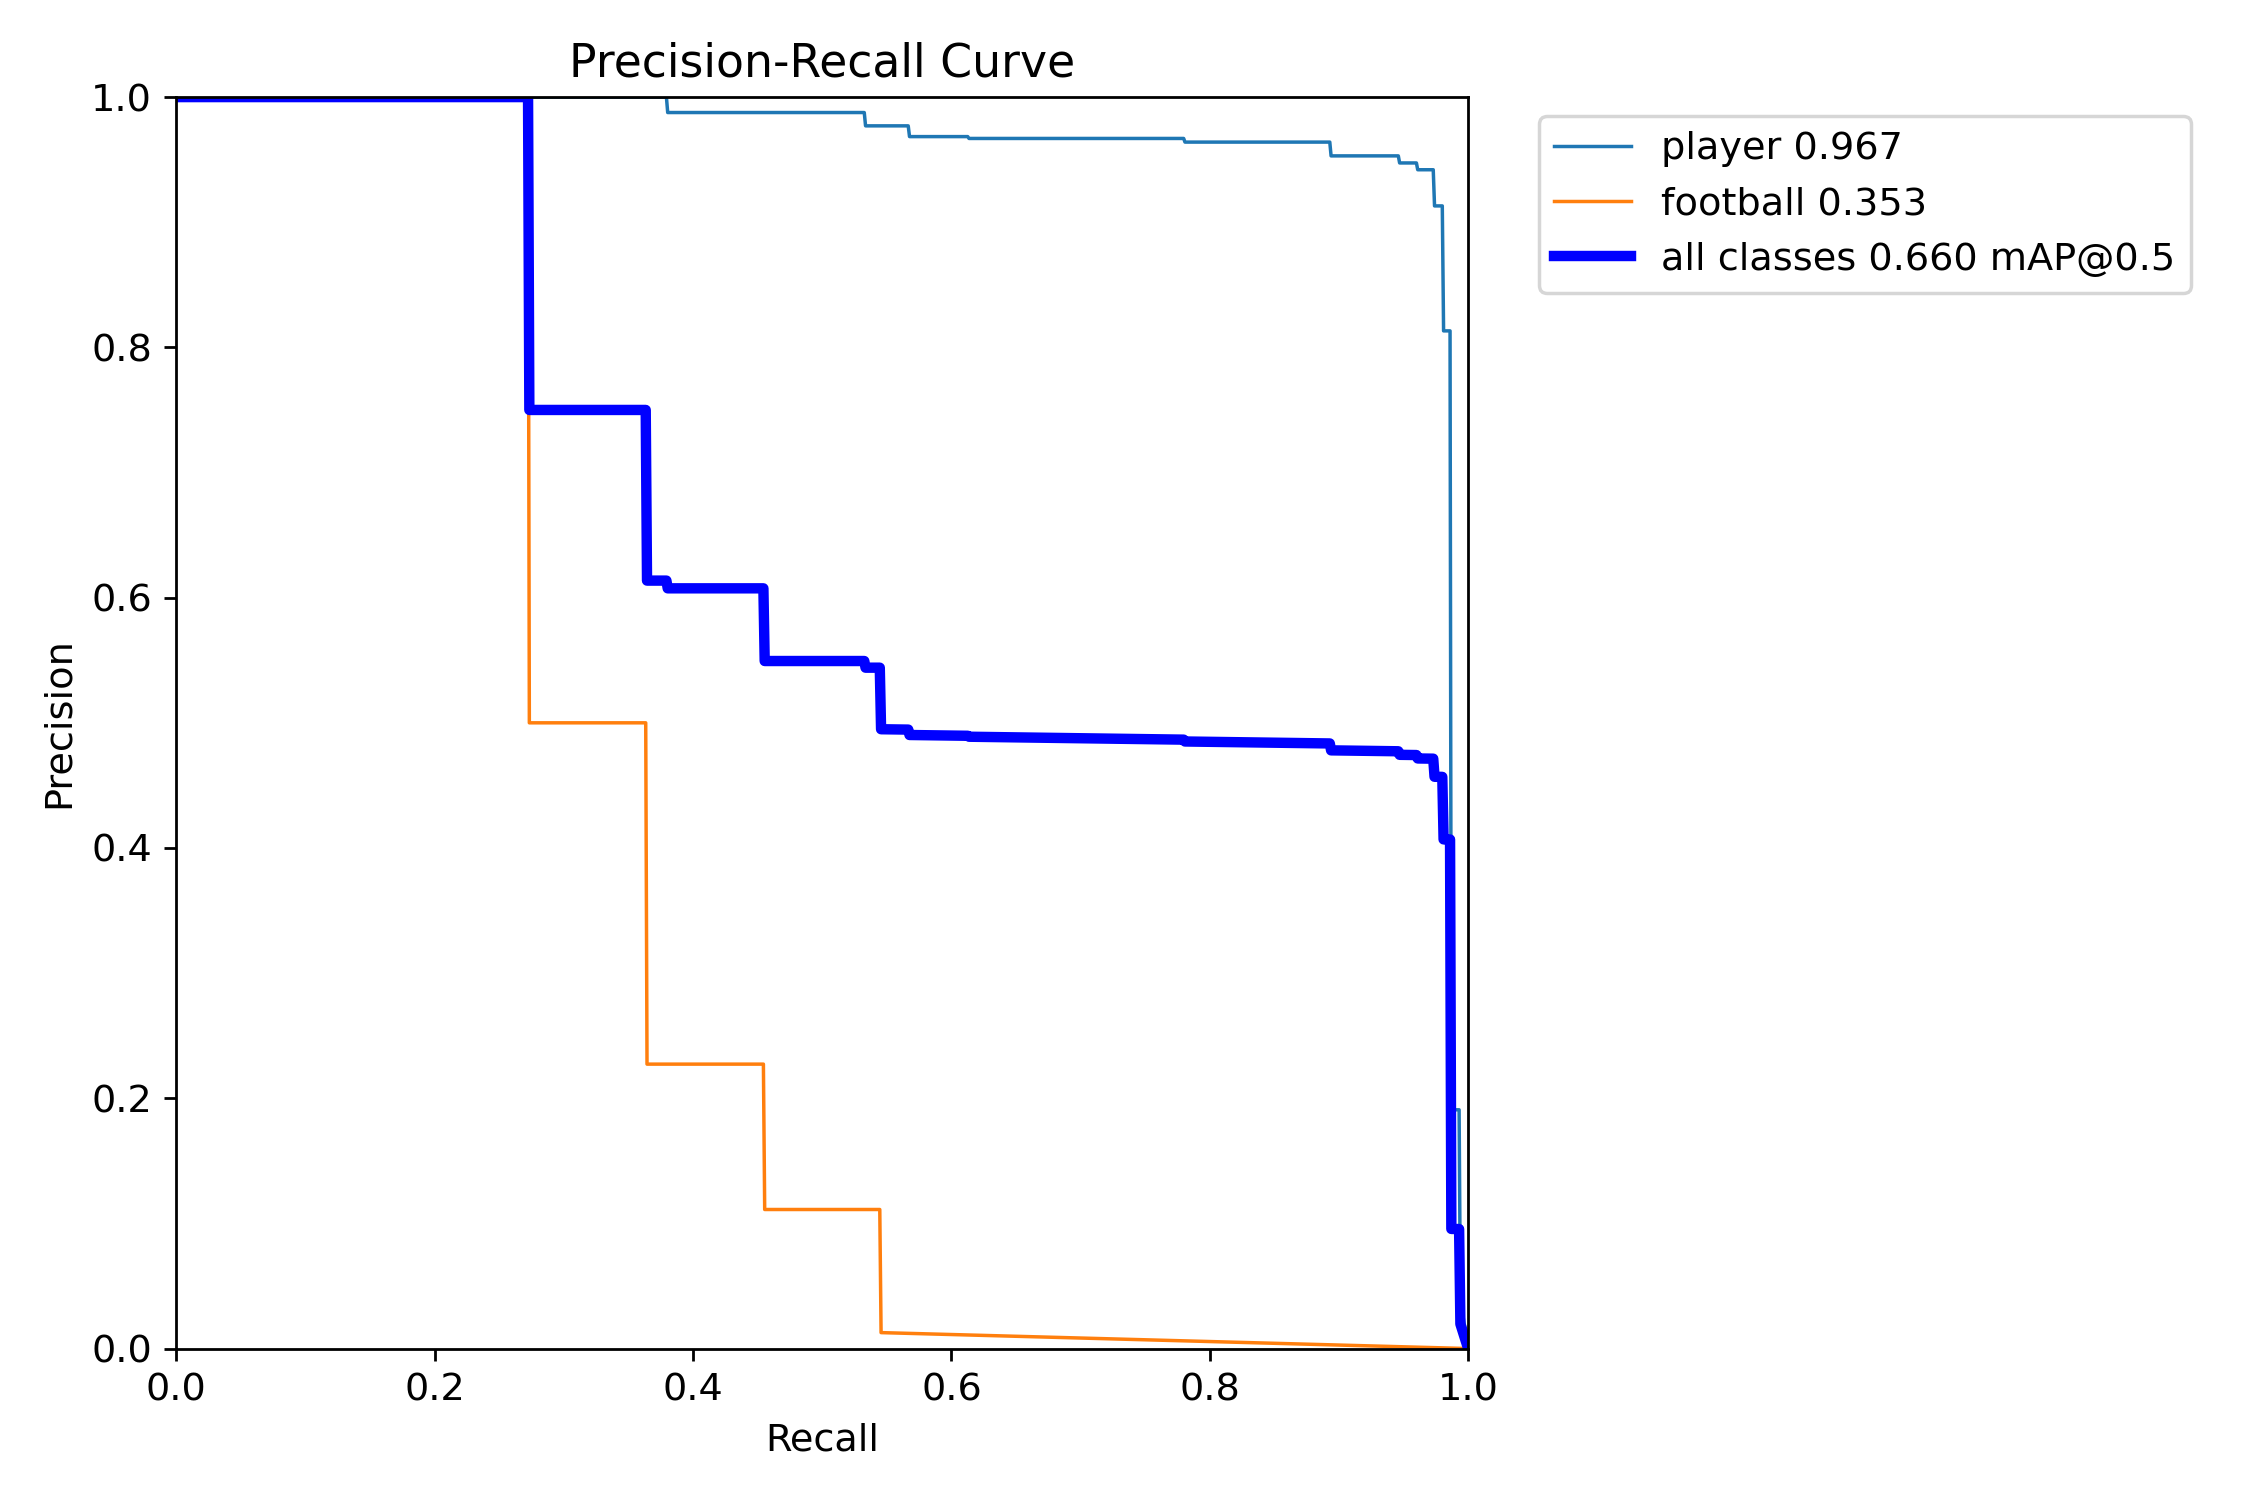 Precision-Recall Curve
1.0
0.8
0.6
0.4
0.2
0.0
Precision
0.0 0.2 0.4 0.6 0.8 1.0
Recall
player 0.967
football 0.353
all classes 0.660 mAP@0.5